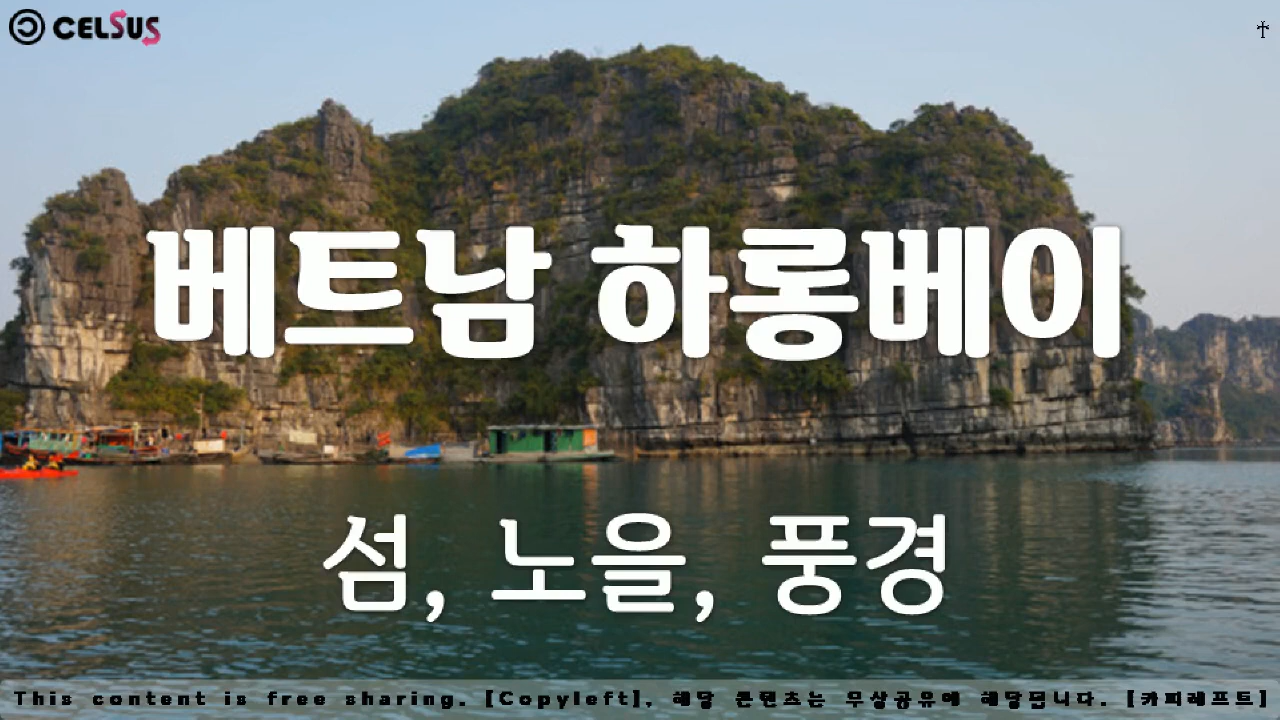 CELSUS
베트남 하롱베이
섬, 노을, 풍경
This content is free sharing. [Copyleft], 해당 콘텐츠는 무상공유에 해당됩니다. [카피레프트]